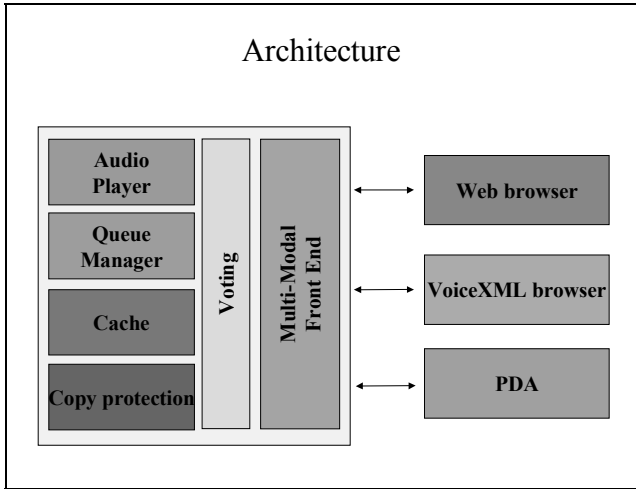 Architecture
Audio
Player
Queue
Manager
Cache
Copy protection
Voting
Multi-Modal
Front End
Web browser
VoiceXML browser
PDA